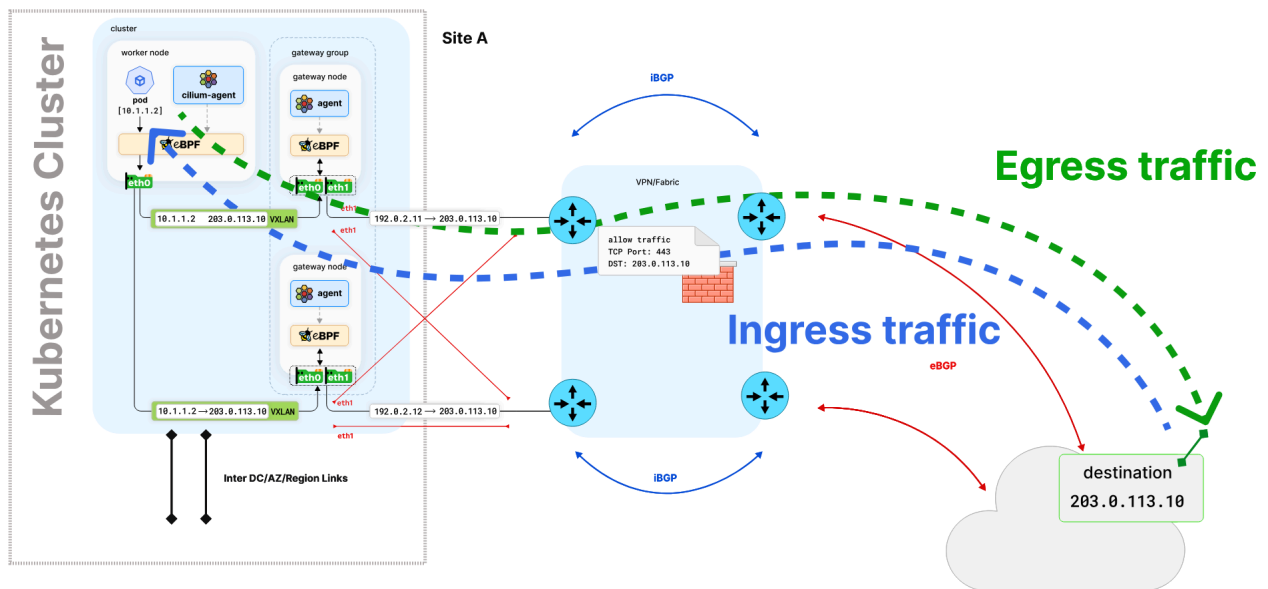 Kubernetes Cluster
cluster
Site A
worker node
pod
[10.1.1.2]
cilium-agent
eBPF
eth0
gateway group
gateway node
agent
eBPF
eth0 eth1
eth1
10.1.1.2 203.0.113.10 VXLAN
192.0.2.11 → 203.0.113.10
eth1
gateway node
agent
eBPF
eth0 eth1
eth1
10.1.1.2→203.0.113.10 VXLAN
192.0.2.12 → 203.0.113.10
eth1
Inter DC/AZ/Region Links
iBGP
VPN/Fabric
allow traffic
TCP Port: 443
DST: 203.0.113.10
Egress traffic
Ingress traffic
eBGP
iBGP
destination
203.0.113.10